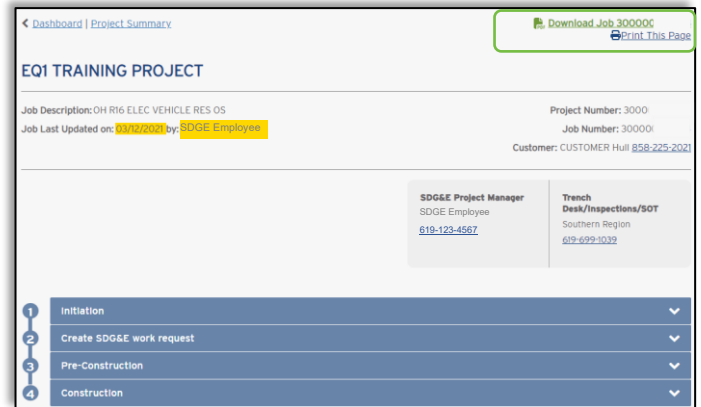 Dashboard | Project Summary
Download Job 300000
Print This Page
EQ1 TRAINING PROJECT
Job Description: OH R16 ELEC VEHICLE RES OS
Project Number: 3000
Job Last Updated on: 03/12/2021 by: SDGE Employee
Job Number: 30000
Customer: CUSTOMER Hull 858-225-2021
SDG&E Project Manager
SDGE Employee
619-123-4567
Trench
Desk/Inspections/SOT
Southern Region
619-699-1039
1 Initiation
2 Create SDG&E work request
3 Pre-Construction
4 Construction